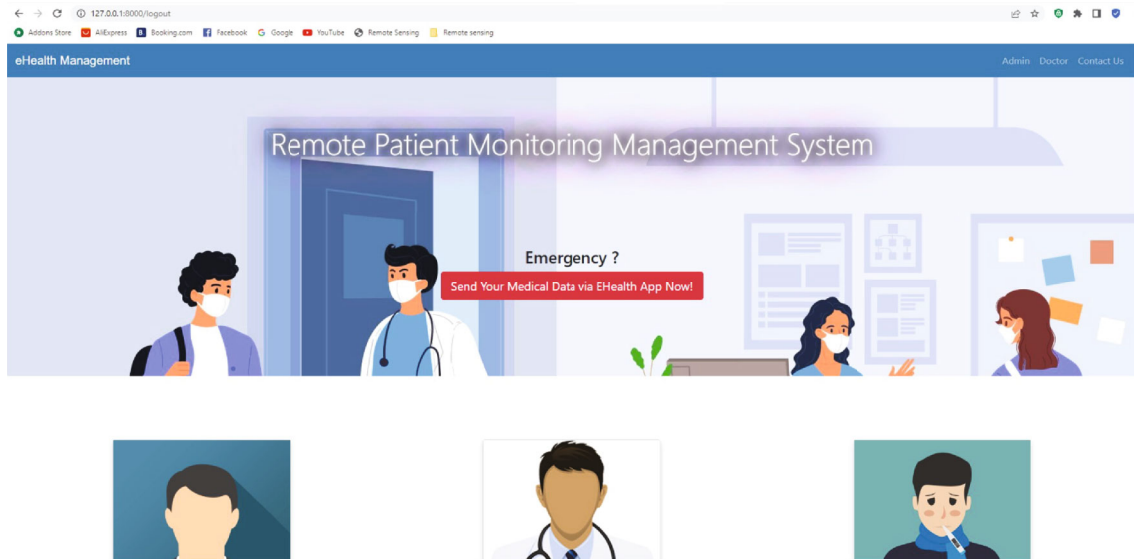 127.0.0.1:8000/logout
Addons Store AliExpress Booking.com Facebook Google YouTube Remote Sensing Remote sensing
eHealth Management Admin Doctor Contact Us
Remote Patient Monitoring Management System
Emergency ?
Send Your Medical Data via EHealth App Now!